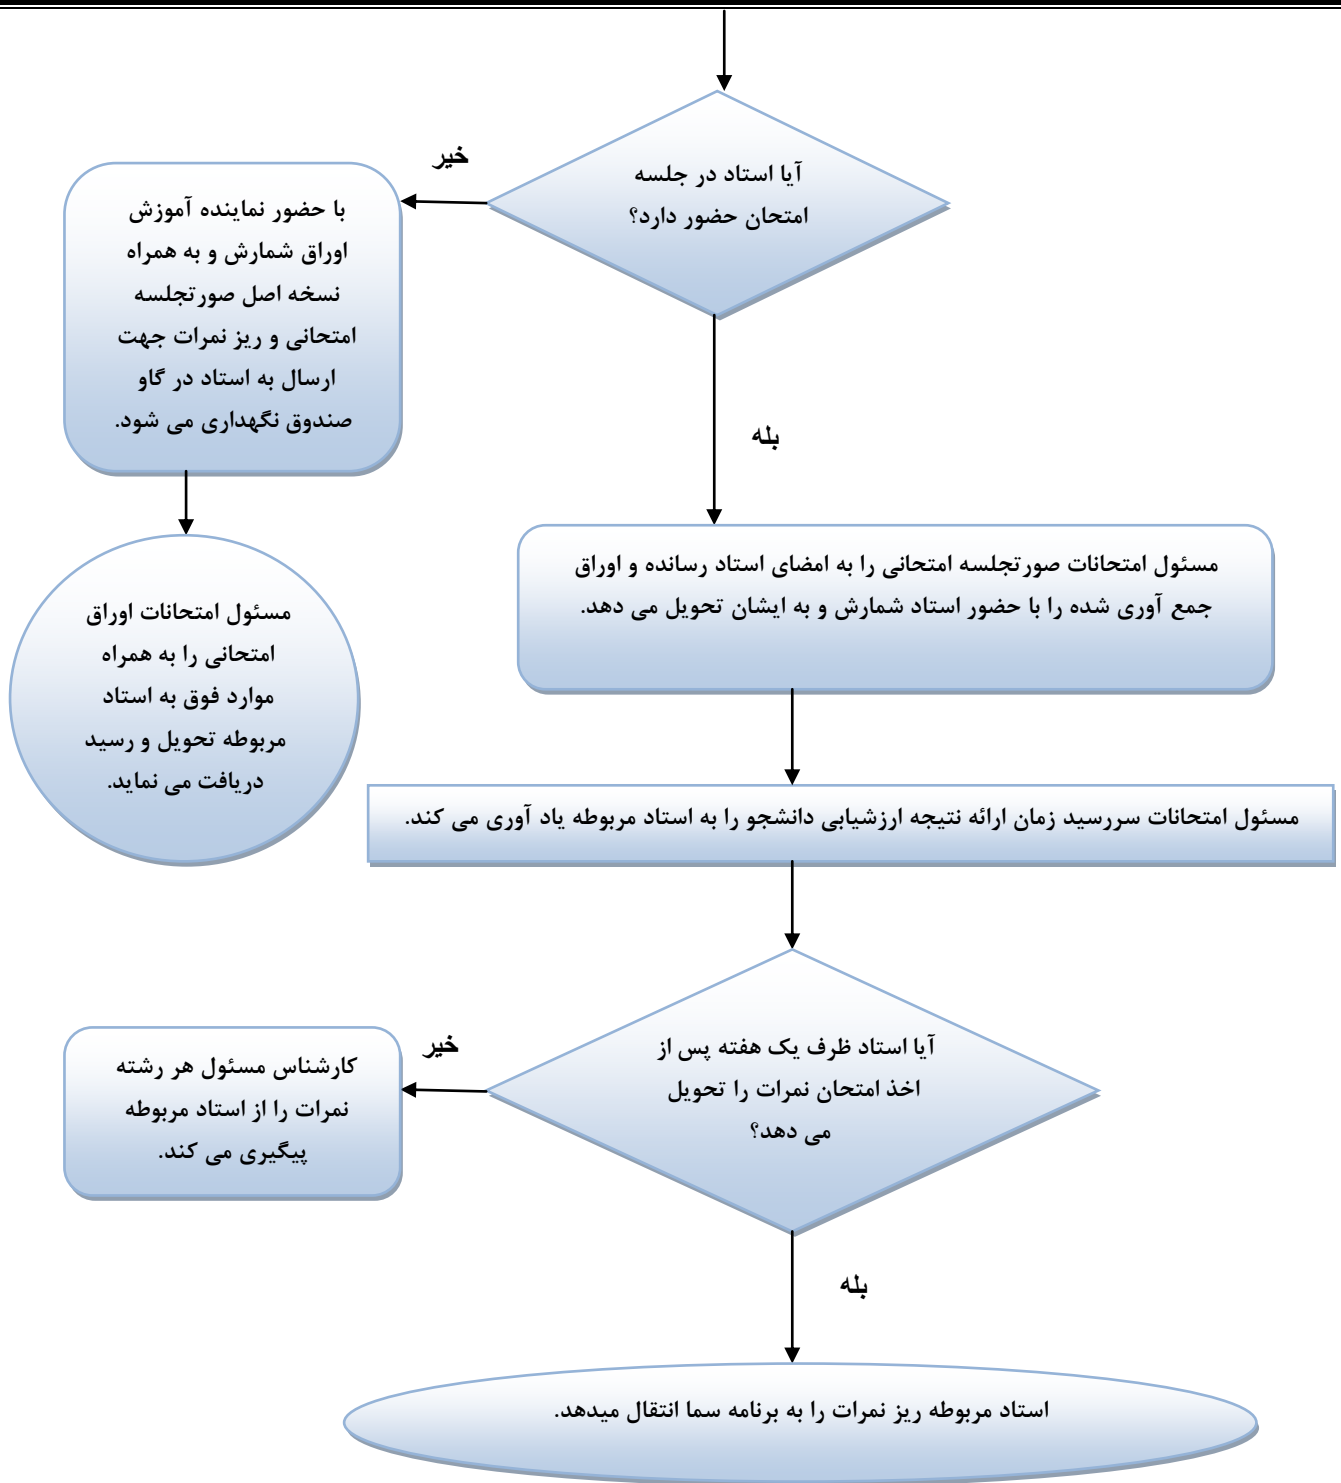 آیا استاد در جلسه
امتحان حضور دارد؟
خیر
با حضور نماینده آموزش
اوراق شمارش و به همراه
نسخه اصل صورتجلسه
امتحانی و ریز نمرات جهت
ارسال به استاد در گاو
صندوق نگهداری می شود.
بله
مسئول امتحانات صورتجلسه امتحانی را به امضای استاد رسانده و اوراق
جمع آوری شده را با حضور استاد شمارش و به ایشان تحویل می دهد.
مسئول امتحانات اوراق
امتحانی را به همراه
موارد فوق به استاد
مربوطه تحویل و رسید
دریافت می نماید.
مسئول امتحانات سررسید زمان ارائه نتیجه ارزشیابی دانشجو را به استاد مربوطه یاد آوری می کند.
آیا استاد ظرف یک هفته پس از
اخذ امتحان نمرات را تحویل
می دهد؟
خیر
کارشناس مسئول هر رشته
نمرات را از استاد مربوطه
پیگیری می کند.
بله
استاد مربوطه ریز نمرات را به برنامه سما انتقال میدهد.